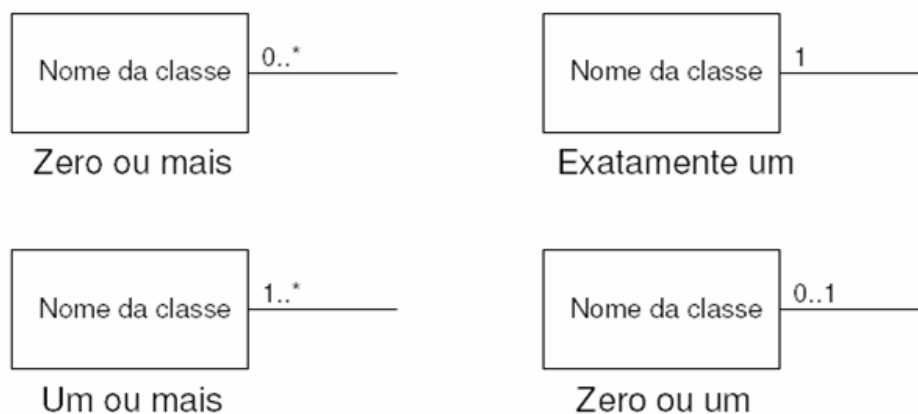 0..*
Nome da classe
Zero ou mais
1
Nome da classe
Exatamente um
1..*
Nome da classe
Um ou mais
0..1
Nome da classe
Zero ou um